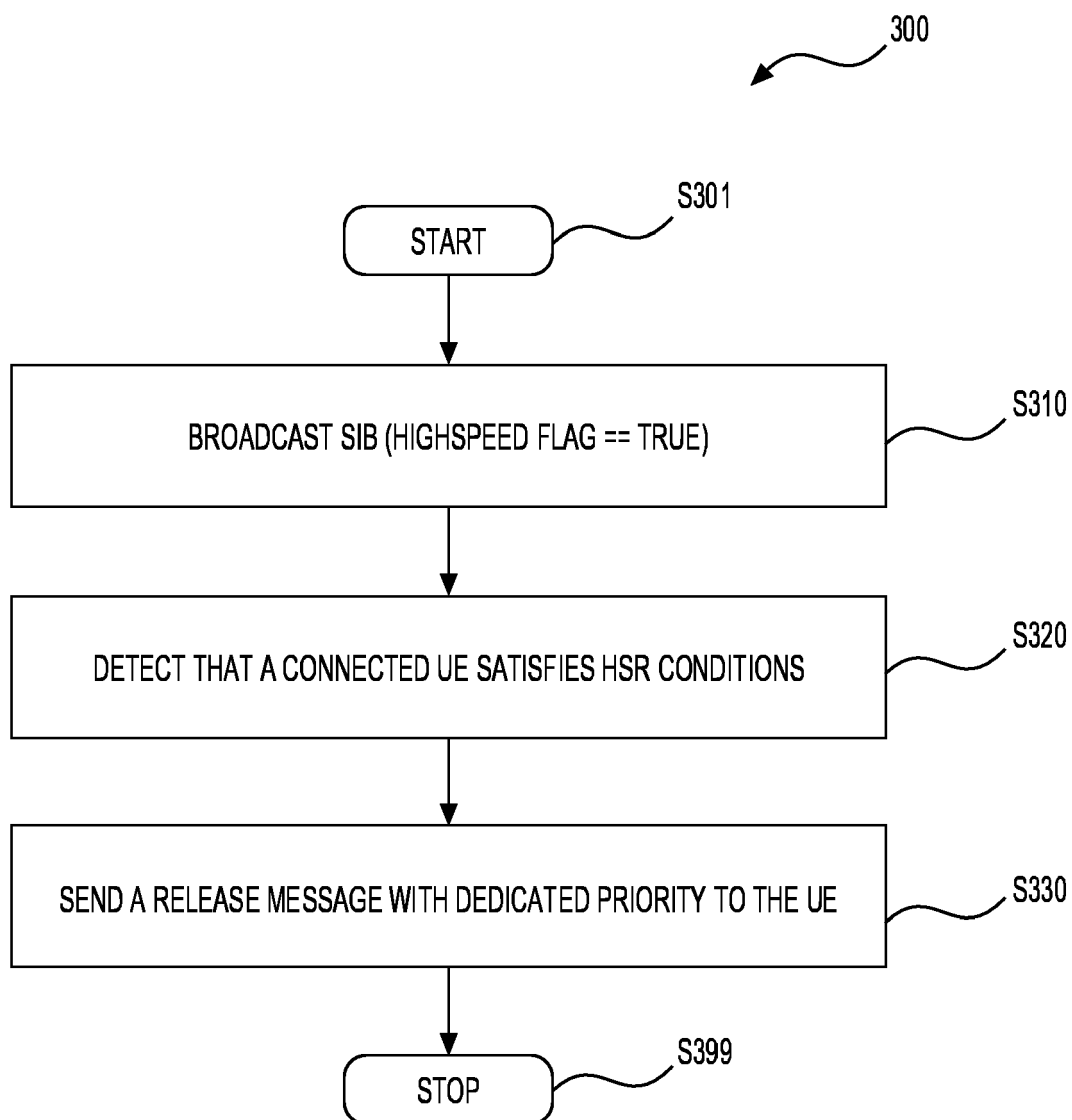 300
START
S301
BROADCAST SIB (HIGHSPEED FLAG == TRUE)
S310
DETECT THAT A CONNECTED UE SATISFIES HSR CONDITIONS
S320
SEND A RELEASE MESSAGE WITH DEDICATED PRIORITY TO THE UE
S330
STOP
S399